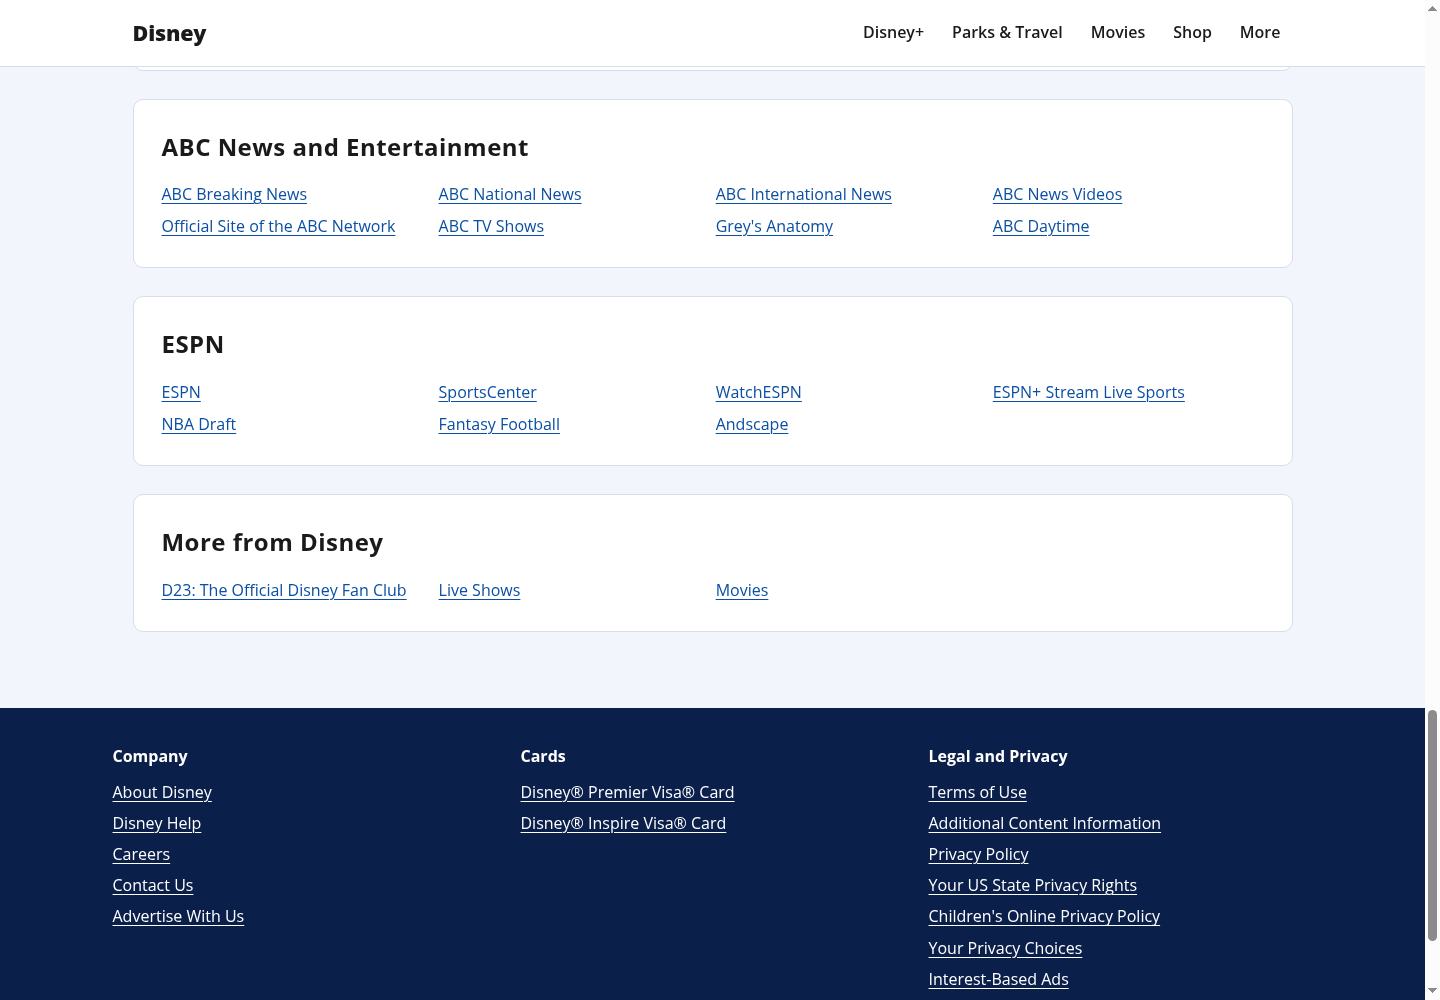 Disney
Disney+ Parks & Travel Movies Shop More
ABC News and Entertainment
ABC Breaking News ABC National News ABC International News ABC News Videos
Official Site of the ABC Network ABC TV Shows Grey's Anatomy ABC Daytime
ESPN
ESPN SportsCenter WatchESPN ESPN+ Stream Live Sports
NBA Draft Fantasy Football Andscape
More from Disney
D23: The Official Disney Fan Club Live Shows Movies
Company
About Disney
Disney Help
Careers
Contact Us
Advertise With Us
Cards
Disney® Premier Visa® Card
Disney® Inspire Visa® Card
Legal and Privacy
Terms of Use
Additional Content Information
Privacy Policy
Your US State Privacy Rights
Children's Online Privacy Policy
Your Privacy Choices
Interest-Based Ads